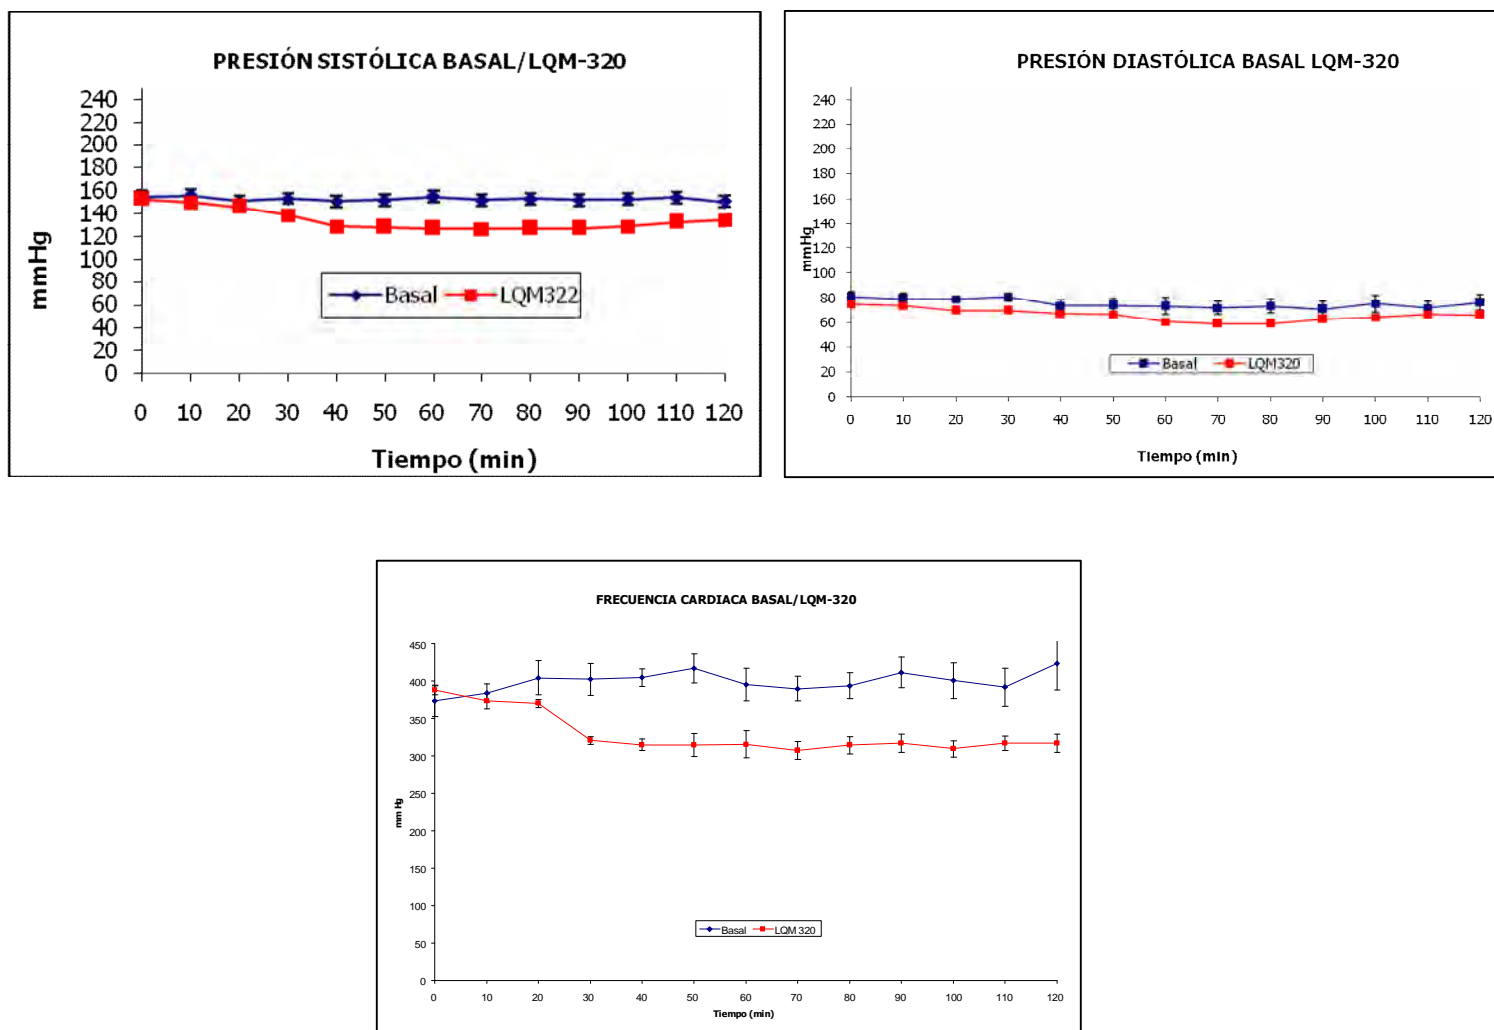 PRESIÓN SISTÓLICA BASAL/LQM-320
240
220
200
180
160
140
120
100
80
60
40
20
0
mmHg
Basal LQM322
0 10 20 30 40 50 60 70 80 90 100 110 120
Tiempo (min)
PRESIÓN DIASTÓLICA BASAL LQM-320
240
220
200
180
160
140
120
100
80
60
40
20
0
mmHg
Basal LQM320
0 10 20 30 40 50 60 70 80 90 100 110 120
Tiempo (min)
FRECUENCIA CARDIACA BASAL/LQM-320
450
400
350
300
250
200
150
100
50
0
mm Hg
Basal LQM 320
0 10 20 30 40 50 60 70 80 90 100 110 120
Tiempo (min)